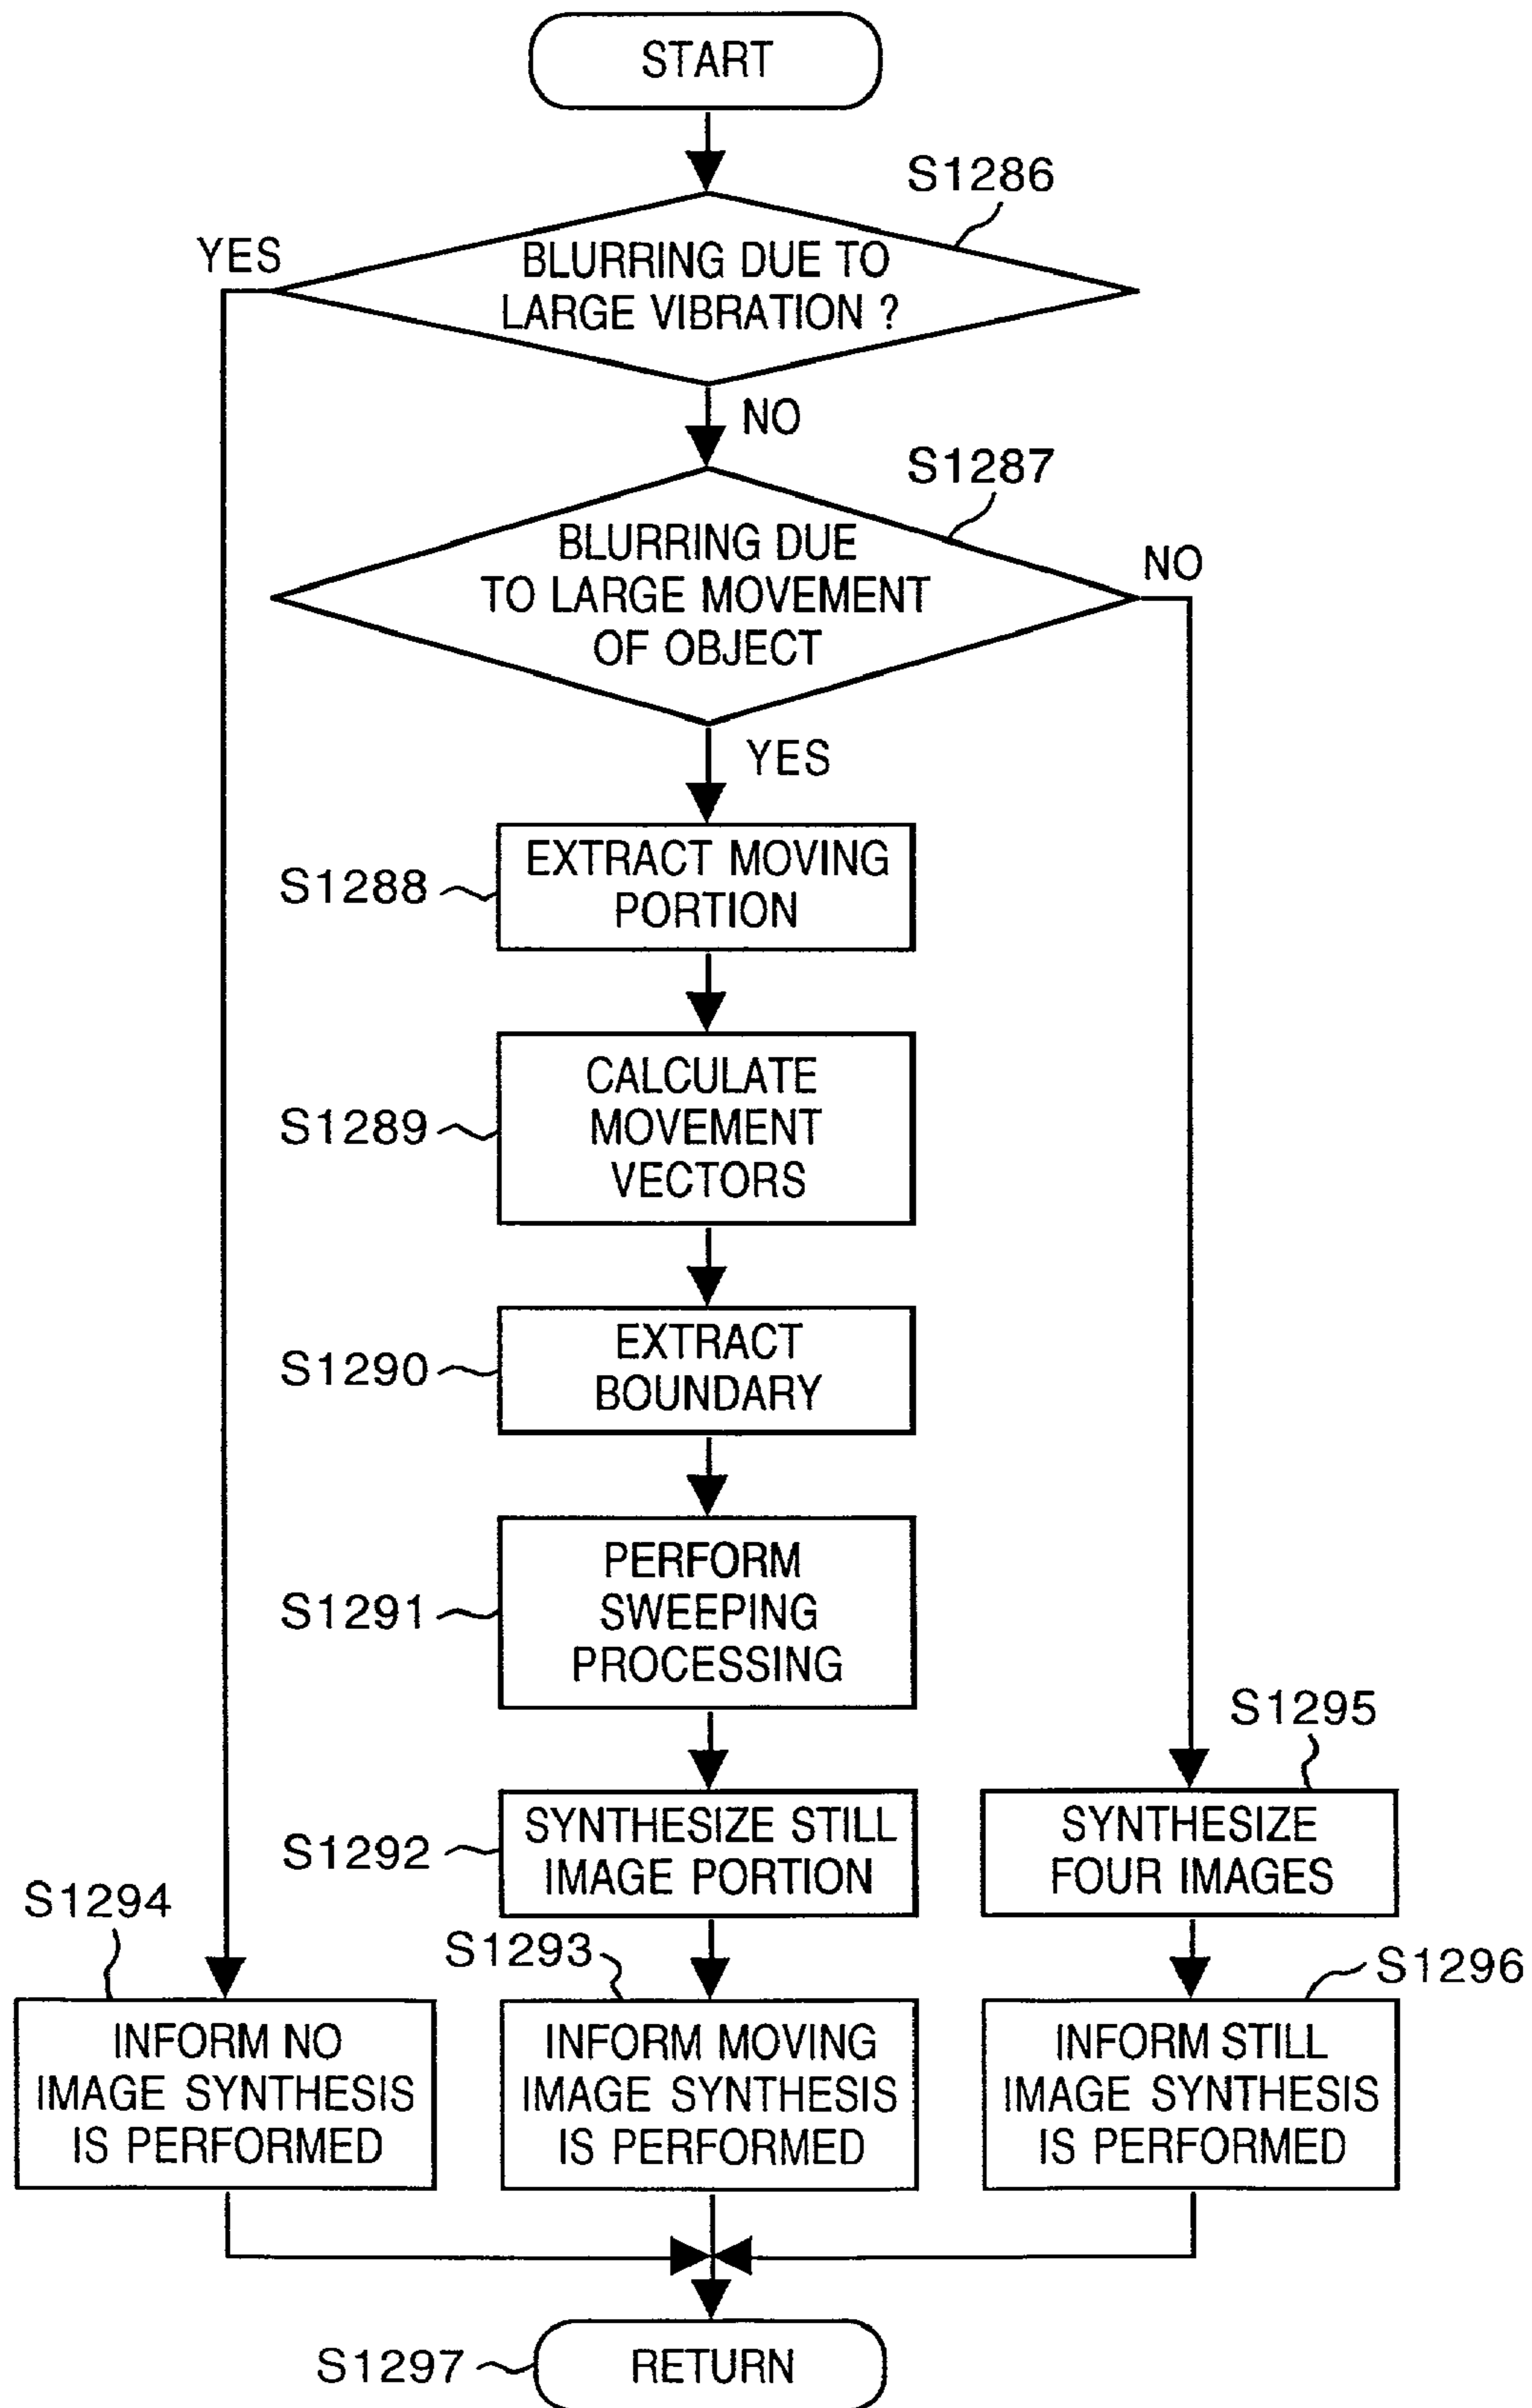 START
S1286
YES
BLURRING DUE TO
LARGE VIBRATION ?
NO
S1287
BLURRING DUE
TO LARGE MOVEMENT
OF OBJECT
NO
YES
S1288
EXTRACT MOVING
PORTION
S1289
CALCULATE
MOVEMENT
VECTORS
S1290
EXTRACT
BOUNDARY
S1291
PERFORM
SWEEPING
PROCESSING
S1295
S1292
SYNTHESIZE STILL
IMAGE PORTION
SYNTHESIZE
FOUR IMAGES
S1294
S1293
S1296
INFORM NO
IMAGE SYNTHESIS
IS PERFORMED
INFORM MOVING
IMAGE SYNTHESIS
IS PERFORMED
INFORM STILL
IMAGE SYNTHESIS
IS PERFORMED
S1297
RETURN